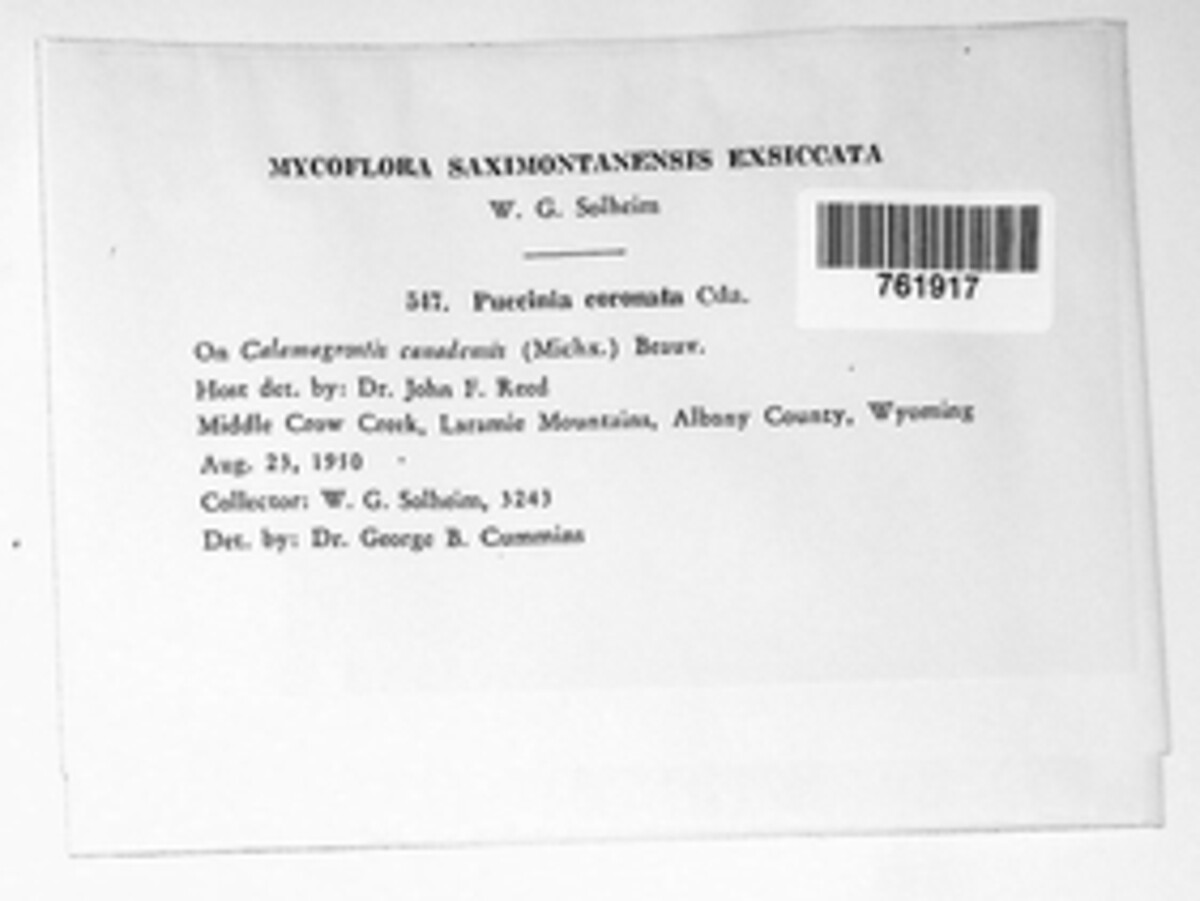 MYCOFLORA SAXIMONTANENSIS EXSICCATA
W. G. Solheim
761917
547. Puccinia coronata Cda.
On Calamagrostis canadensis (Michx.) Beauv.
Host det. by: Dr. John F. Reed
Middle Crow Creek, Laramie Mountains, Albany County, Wyoming
Aug. 23, 1950
Collector: W. G. Solheim, 3243
Det. by: Dr. George B. Cummins